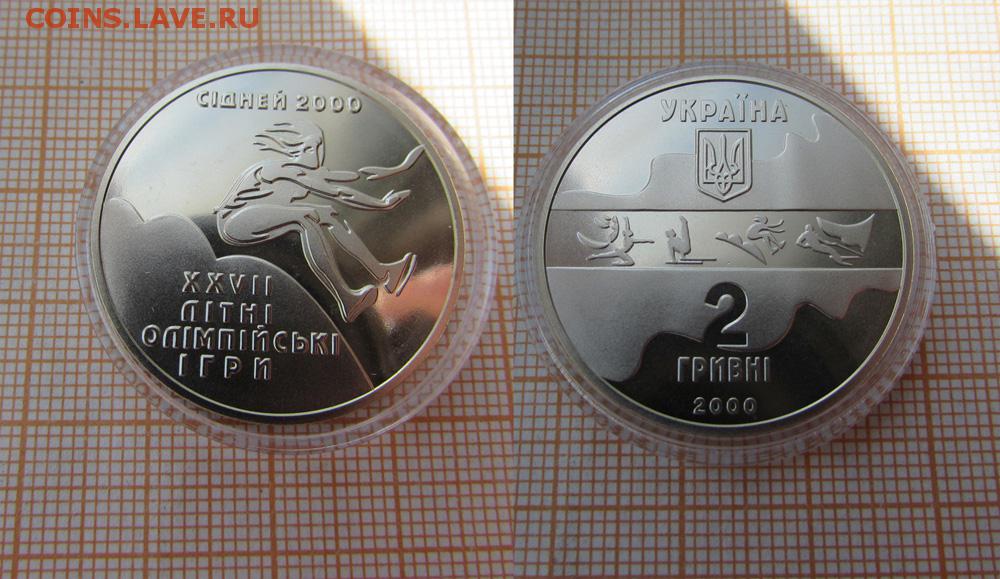 COINS.LAVE.RU
СІДНЕЙ 2000
XXVII
ЛІТНІ
ОЛІМПІЙСЬКІ
ІГРИ
УКРАЇНА
2
ГРИВНІ
2000